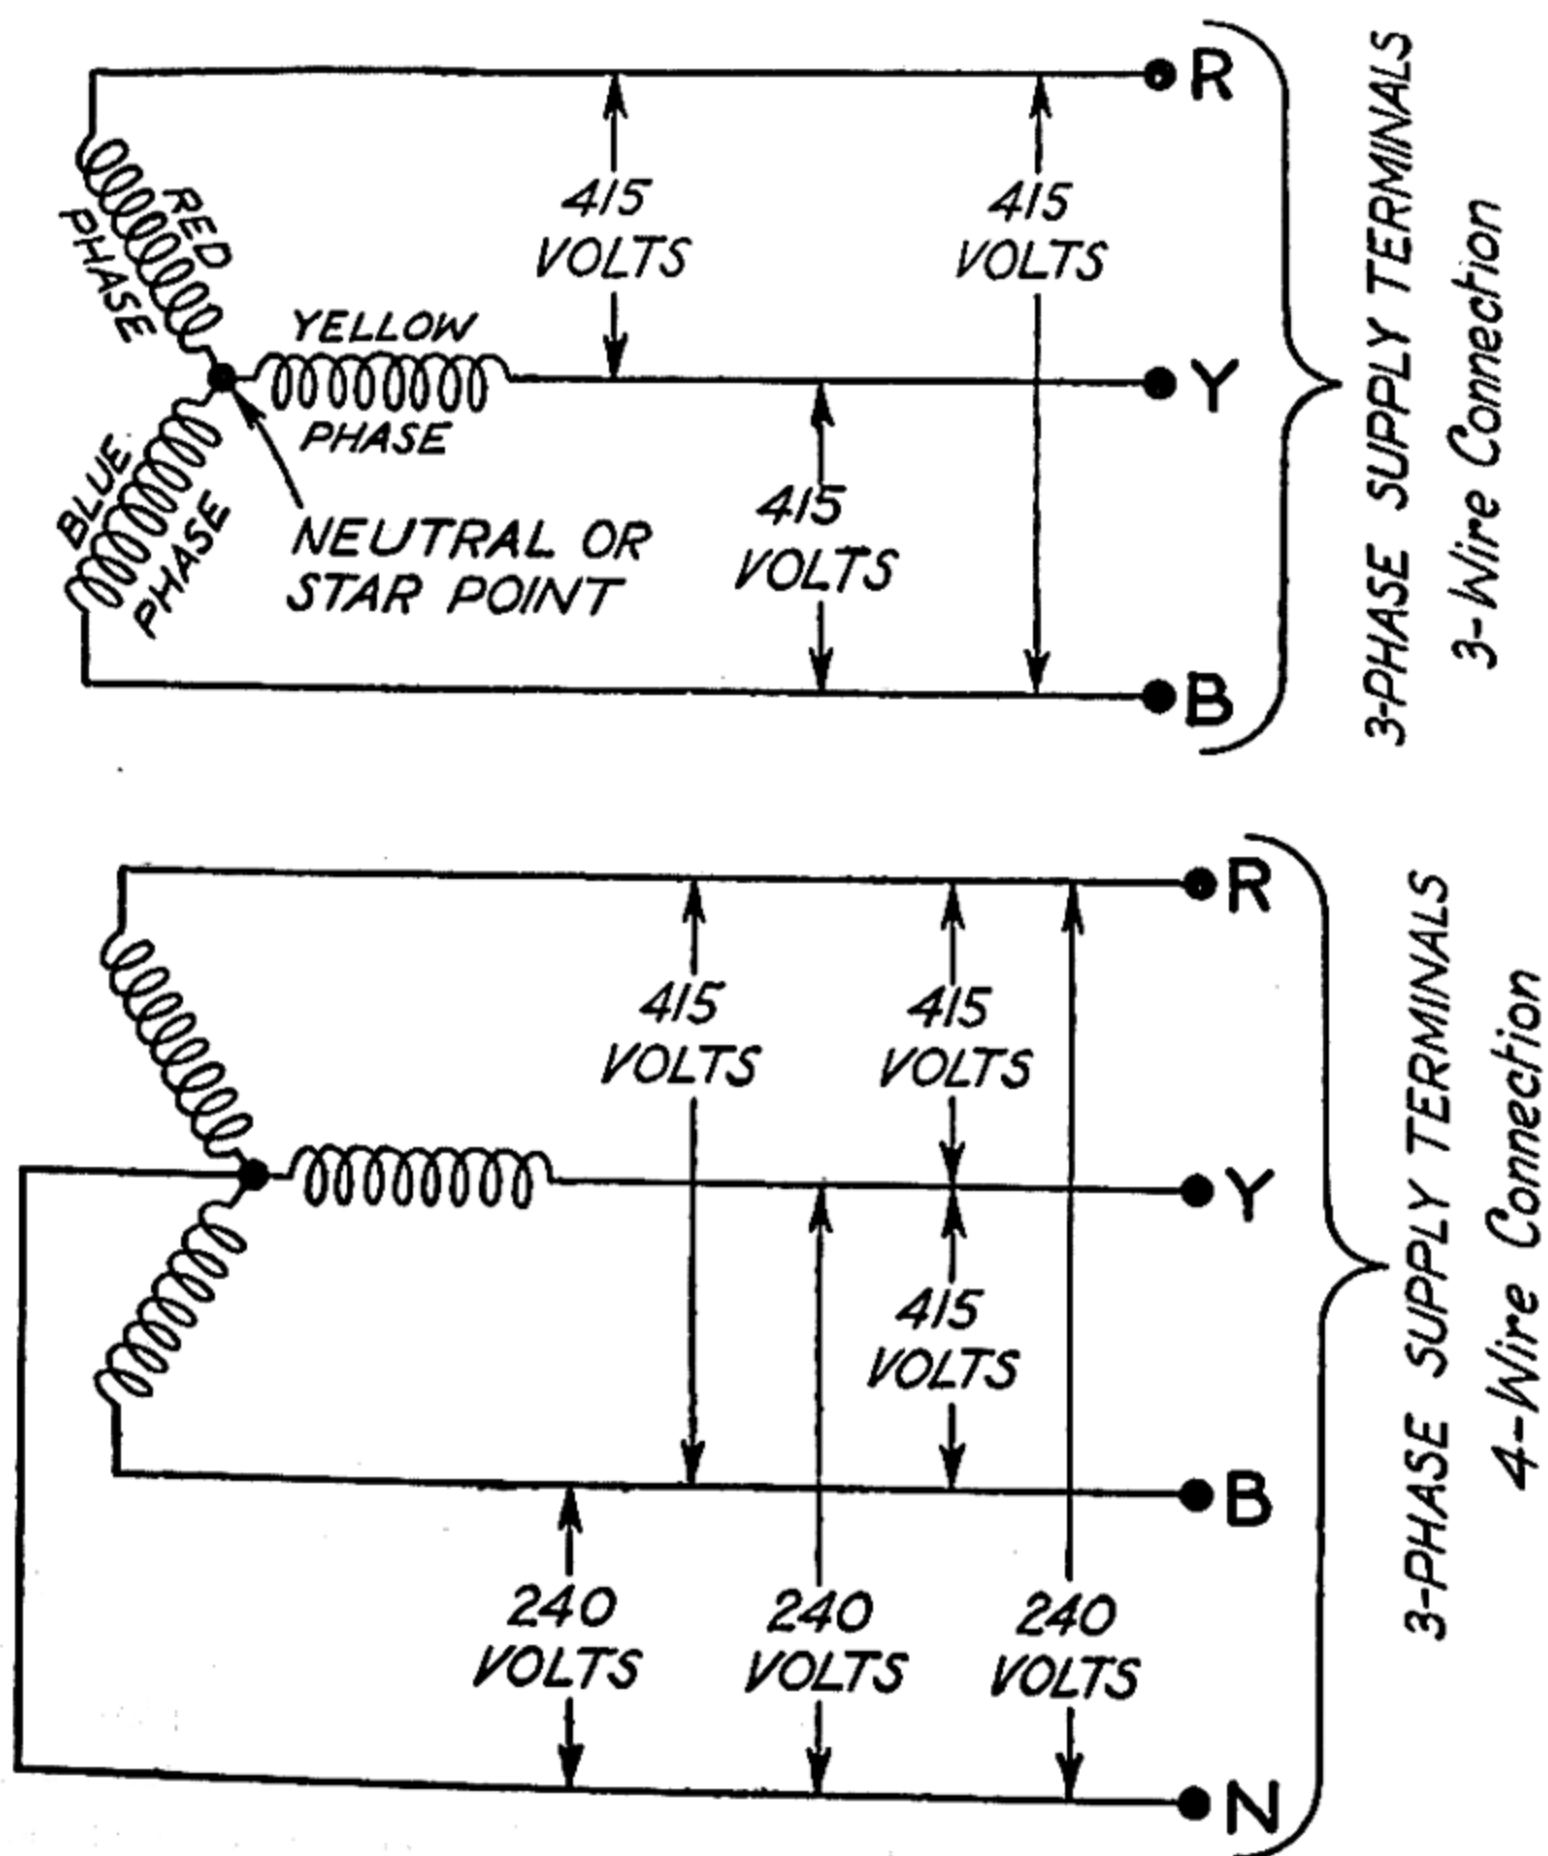 R
415
VOLTS
415
VOLTS
RED
PHASE
YELLOW
PHASE
Y
BLUE
PHASE
NEUTRAL OR
STAR POINT
415
VOLTS
B
3-PHASE SUPPLY TERMINALS
3-Wire Connection
R
415
VOLTS
415
VOLTS
Y
415
VOLTS
B
240
VOLTS
240
VOLTS
240
VOLTS
N
3-PHASE SUPPLY TERMINALS
4-Wire Connection